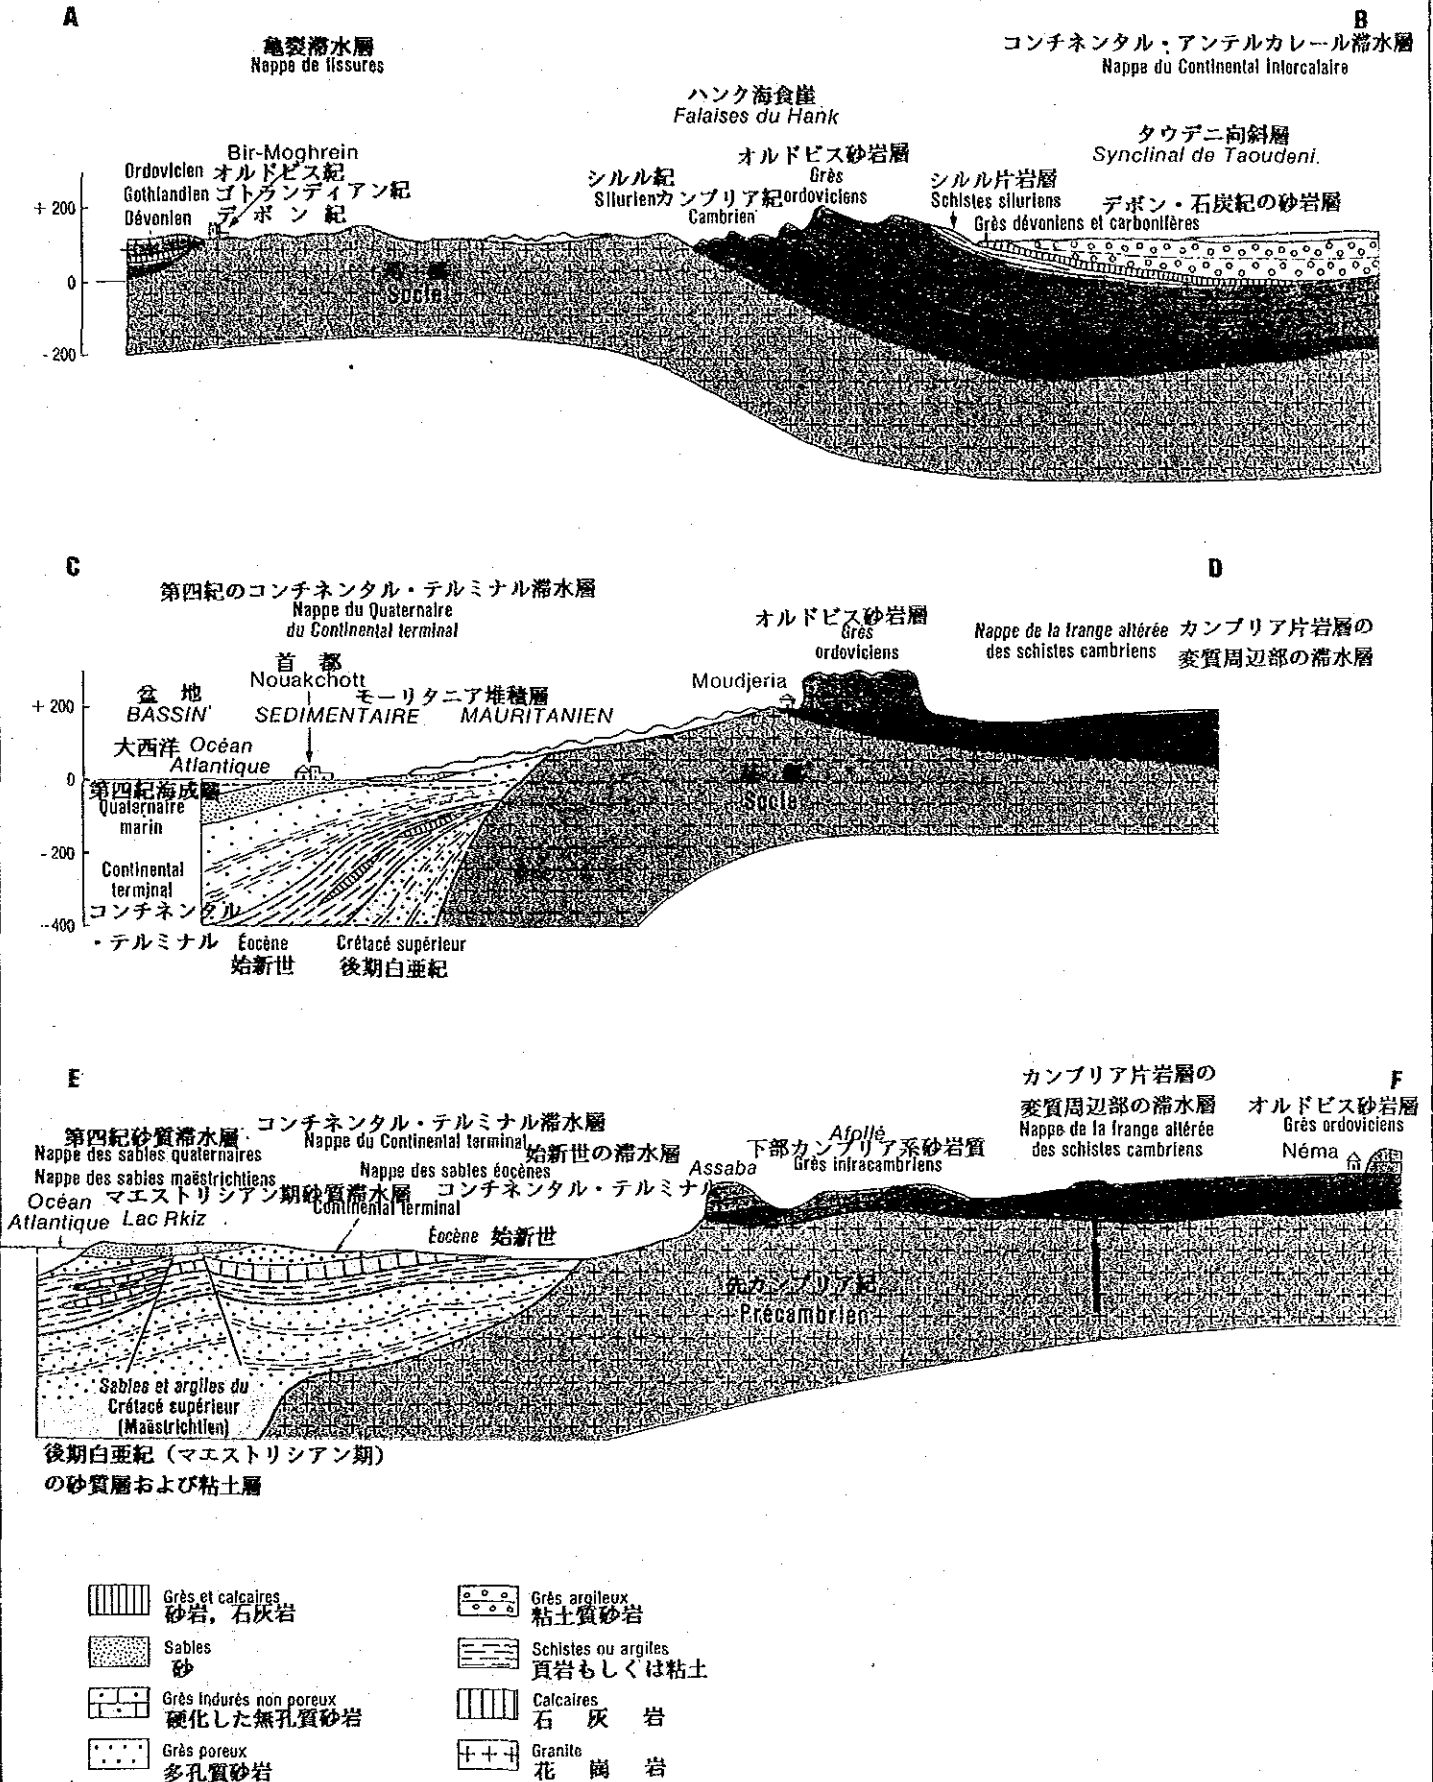 A
B
亀裂滞水層
Nappe de fissures
コンチネンタル・アンテルカレール滞水層
Nappe du Continental intercalaire
ハンク海食崖
Falaises du Hank
タウデニ向斜層
Synclinal de Taoudeni.
Bir-Moghrein
Ordovicien オルドビス紀
Gothlandien ゴトランディアン紀
Dévonien デボン紀
オルドビス砂岩層
Grès
ordoviciens
シルル紀
Silurien
カンブリア紀
Cambrien
シルル片岩層
Schistes siluriens
デボン・石炭紀の砂岩層
Grès dévoniens et carbonifères
+ 200
0
- 200
Socle
C
D
第四紀のコンチネンタル・テルミナル滞水層
Nappe du Quaternaire
du Continental terminal
オルドビス砂岩層
Grès
ordoviciens
Nappe de la frange altérée
des schistes cambriens
カンブリア片岩層の
変質周辺部の滞水層
首都
Nouakchott
Moudjeria
盆地
モーリタニア堆積層
BASSIN SEDIMENTAIRE MAURITANIEN
大西洋 Océan
Atlantique
+ 200
0
- 200
- 400
第四紀海成層
Quaternaire
marin
Socle
Continental
terminal
コンチネンタル
・テルミナル
Éocène
始新世
Crétacé supérieur
後期白亜紀
E
F
カンブリア片岩層の
変質周辺部の滞水層
Nappe de la frange altérée
des schistes cambriens
オルドビス砂岩層
Grès ordoviciens
Néma
コンチネンタル・テルミナル滞水層
Nappe du Continental terminal
第四紀砂質滞水層
Nappe des sables quaternaires
始新世の滞水層
Nappe des sables éocènes
Nappe des sables maëstrichtiens
マエストリシアン期砂質滞水層
コンチネンタル・テルミナル
Continental terminal
Afollé
下部カンブリア系砂岩質
Grès infracambriens
Assaba
Océan
Atlantique
Lac Rkiz
Éocène 始新世
先カンブリア紀
Précambrien
Sables et argiles du
Crétacé supérieur
(Maëstrichtien)
後期白亜紀（マエストリシアン期）
の砂質層および粘土層
Grès et calcaires
砂岩，石灰岩
Sables
砂
Grès indurés non poreux
硬化した無孔質砂岩
Grès poreux
多孔質砂岩
Grès argileux
粘土質砂岩
Schistes ou argiles
頁岩もしくは粘土
Calcaires
石灰岩
Granite
花崗岩